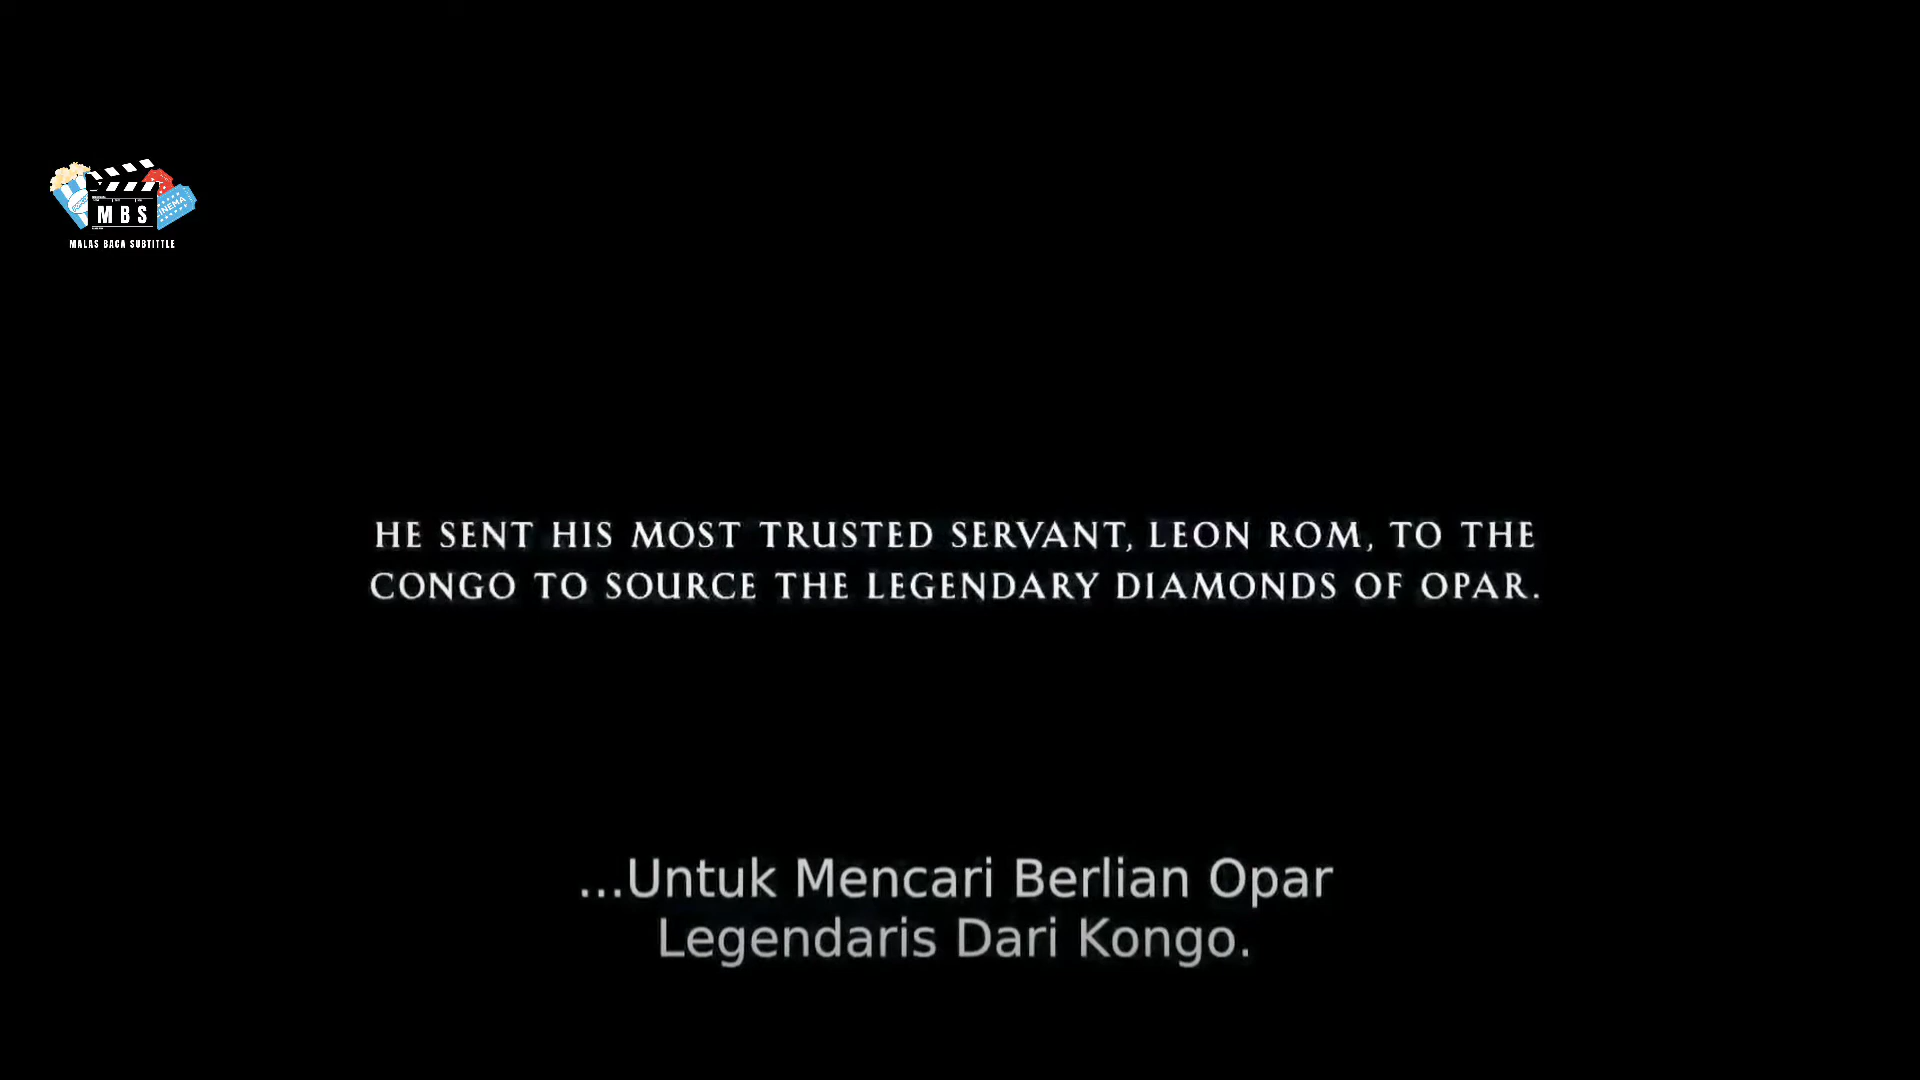 MBS
CINEMA
MALAS BACA SUBTITTLE
HE SENT HIS MOST TRUSTED SERVANT, LEON ROM, TO THE
CONGO TO SOURCE THE LEGENDARY DIAMONDS OF OPAR.
...Untuk Mencari Berlian Opar
Legendaris Dari Kongo.